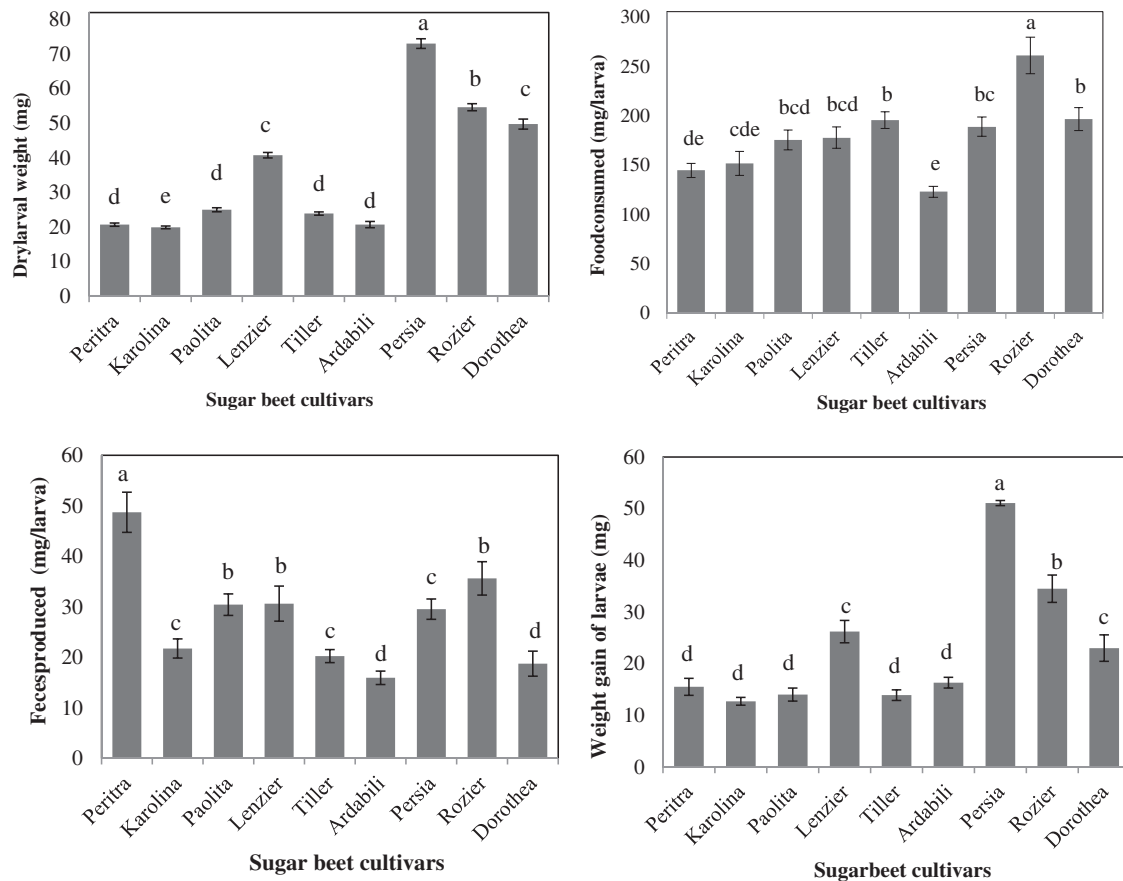 Drylarval weight (mg)
80
70
60
50
40
30
20
10
0
d
e
d
c
d
d
a
b
c
Peritra
Karolina
Paolita
Lenzier
Tiller
Ardabili
Persia
Rozier
Dorothea
Sugar beet cultivars
Foodconsumed (mg/larva)
300
250
200
150
100
50
0
de
cde
bcd
bcd
b
e
bc
a
b
Peritra
Karolina
Paolita
Lenzier
Tiller
Ardabili
Persia
Rozier
Dorothea
Sugar beet cultivars
Fecesproduced (mg/larva)
60
50
40
30
20
10
0
a
c
b
b
c
d
c
b
d
Peritra
Karolina
Paolita
Lenzier
Tiller
Ardabili
Persia
Rozier
Dorothea
Sugar beet cultivars
Weight gain of larvae (mg)
60
50
40
30
20
10
0
d
d
d
c
d
d
a
b
c
Peritra
Karolina
Paolita
Lenzier
Tiller
Ardabili
Persia
Rozier
Dorothea
Sugarbeet cultivars